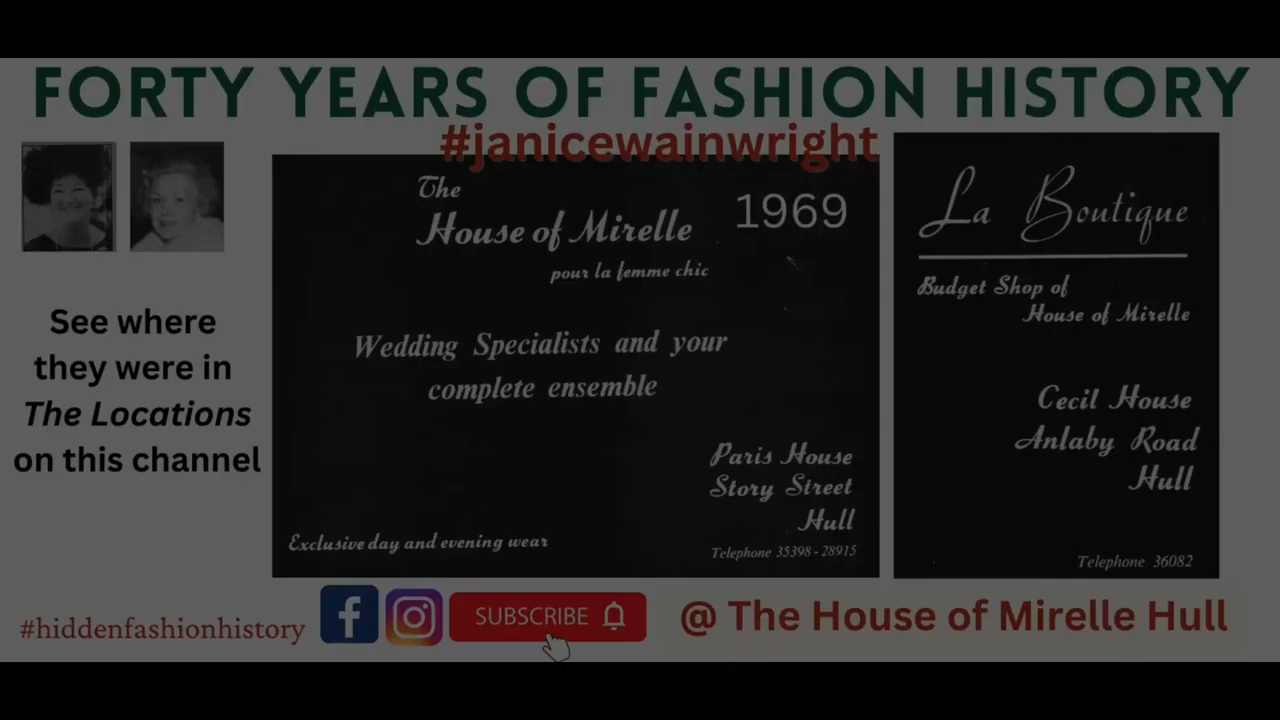 FORTY YEARS OF FASHION HISTORY
#janicewainwright
The
House of Mirelle
1969
pour la femme chic
Wedding Specialists and your
complete ensemble
Paris House
Story Street
Hull
Exclusive day and evening wear
Telephone 35398 - 28915
La Boutique
Budget Shop of
House of Mirelle
Cecil House
Anlaby Road
Hull
Telephone 36082
See where
they were in
The Locations
on this channel
#hiddenfashionhistory
SUBSCRIBE
@ The House of Mirelle Hull